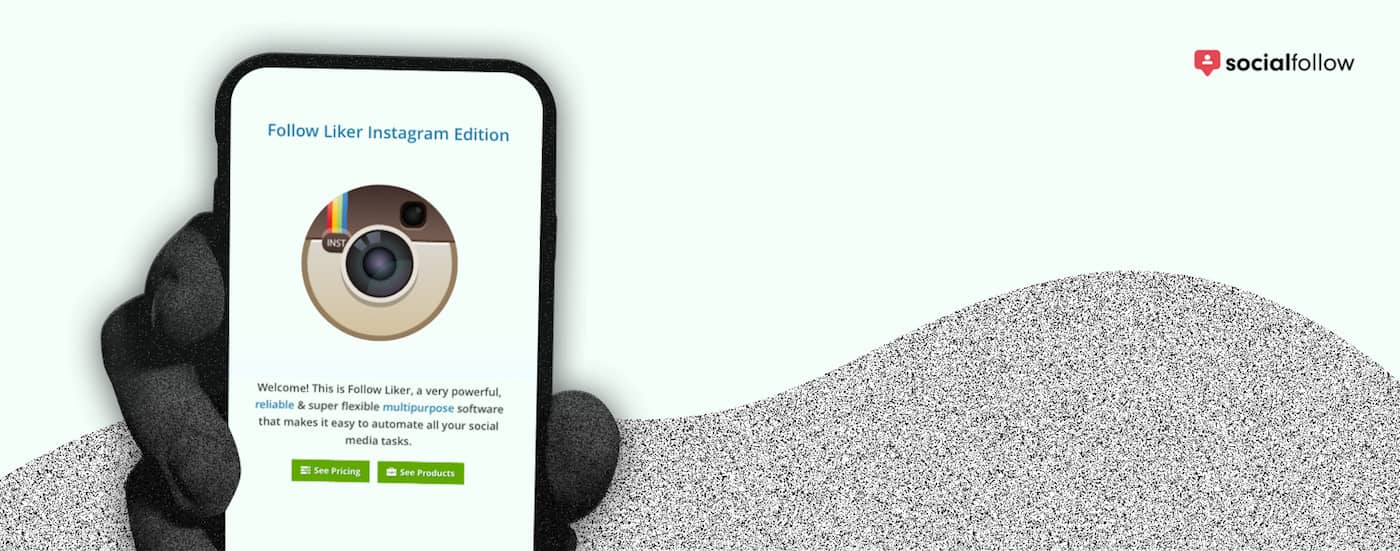 socialfollow
Follow Liker Instagram Edition
INST
Welcome! This is Follow Liker, a very powerful,
reliable & super flexible multipurpose software
that makes it easy to automate all your social
media tasks.
See Pricing
See Products